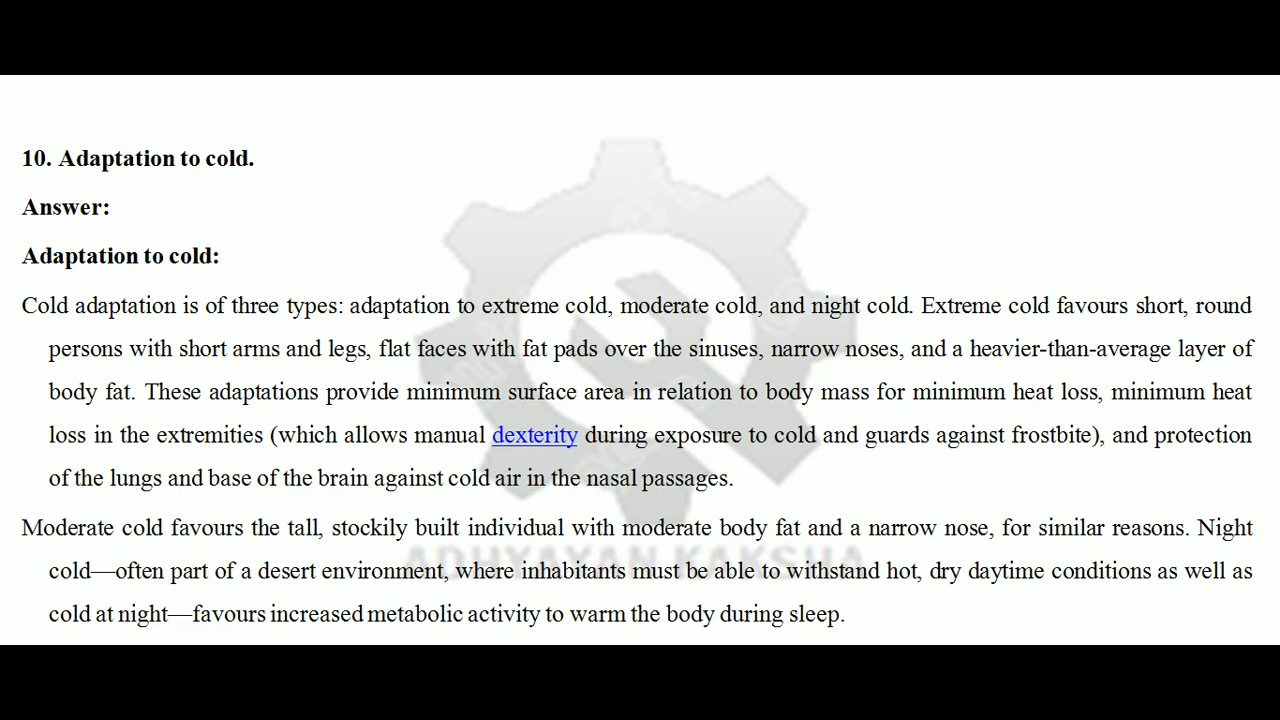 10. Adaptation to cold.
Answer:
Adaptation to cold:
Cold adaptation is of three types: adaptation to extreme cold, moderate cold, and night cold. Extreme cold favours short, round
persons with short arms and legs, flat faces with fat pads over the sinuses, narrow noses, and a heavier-than-average layer of
body fat. These adaptations provide minimum surface area in relation to body mass for minimum heat loss, minimum heat
loss in the extremities (which allows manual dexterity during exposure to cold and guards against frostbite), and protection
of the lungs and base of the brain against cold air in the nasal passages.
Moderate cold favours the tall, stockily built individual with moderate body fat and a narrow nose, for similar reasons. Night
cold—often part of a desert environment, where inhabitants must be able to withstand hot, dry daytime conditions as well as
cold at night—favours increased metabolic activity to warm the body during sleep.
ADHYAYAN KAKSHA